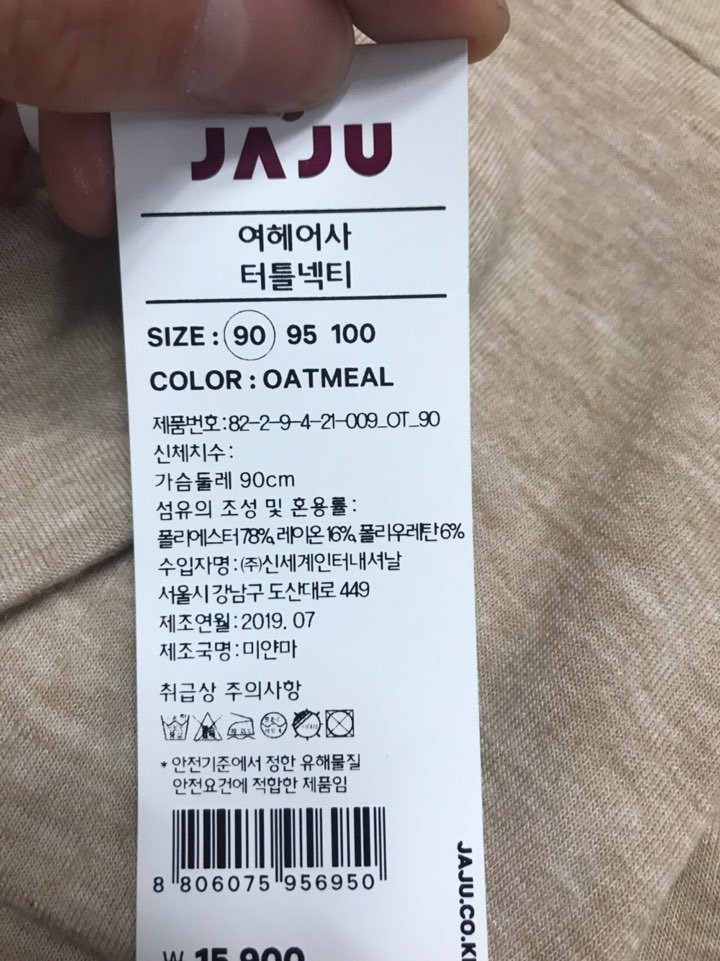 JAJU
여헤어사
터틀넥티
SIZE : 90 95 100
COLOR : OATMEAL
제품번호:82-2-9-4-21-009_OT_90
신체치수:
가슴둘레 90cm
섬유의 조성 및 혼용률:
폴리에스터78%, 레이온16%, 폴리우레탄6%
수입자명:(주)신세계인터내셔날
서울시 강남구 도산대로 449
제조연월:2019. 07
제조국명:미얀마
취급상 주의사항
* 안전기준에서 정한 유해물질
안전요건에 적합한 제품임
8 806075 956950
JAJU.CO.K
W 15,900